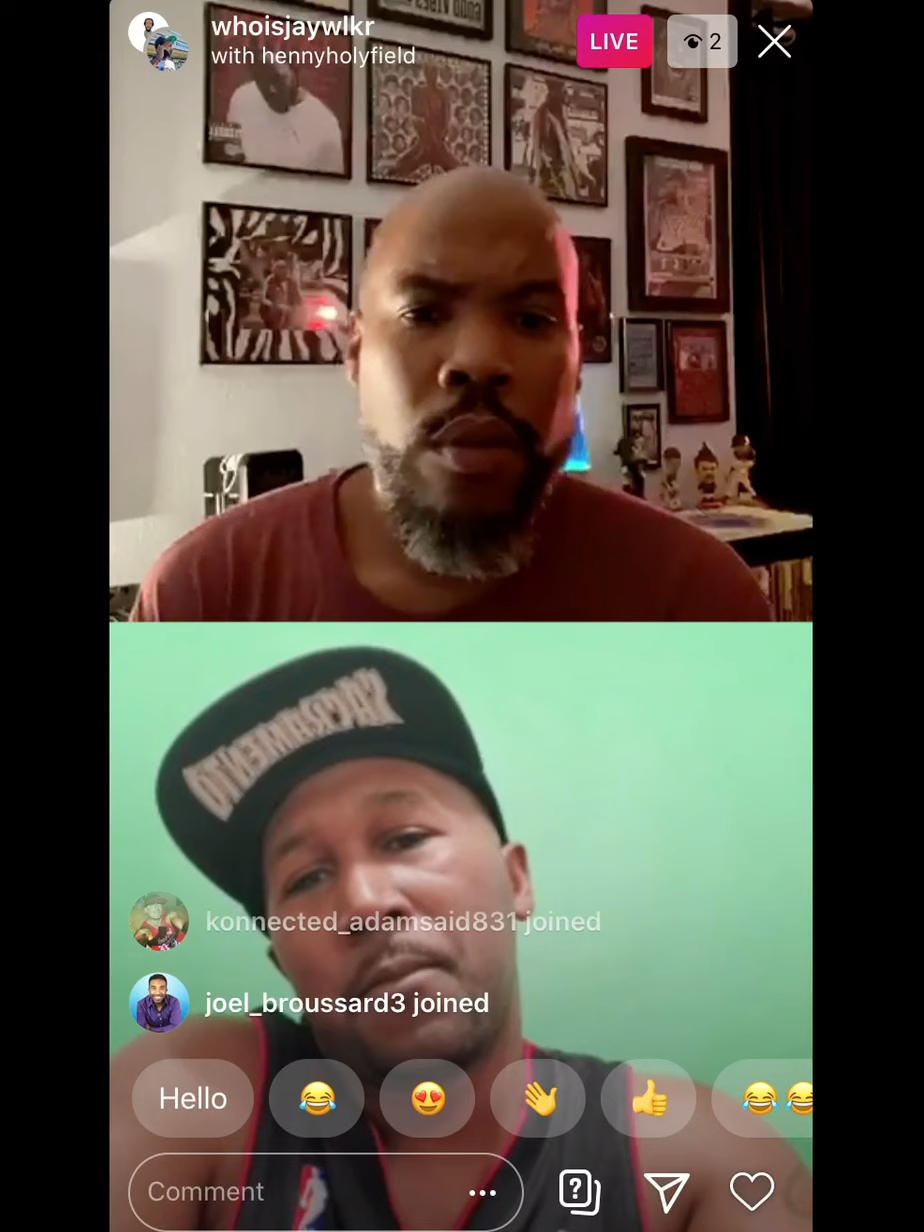 whoisjaywlkr
with hennyholyfield
LIVE
2
SACRAMENTO
konnected_adamsaid831 joined
joel_broussard3 joined
Hello
Comment